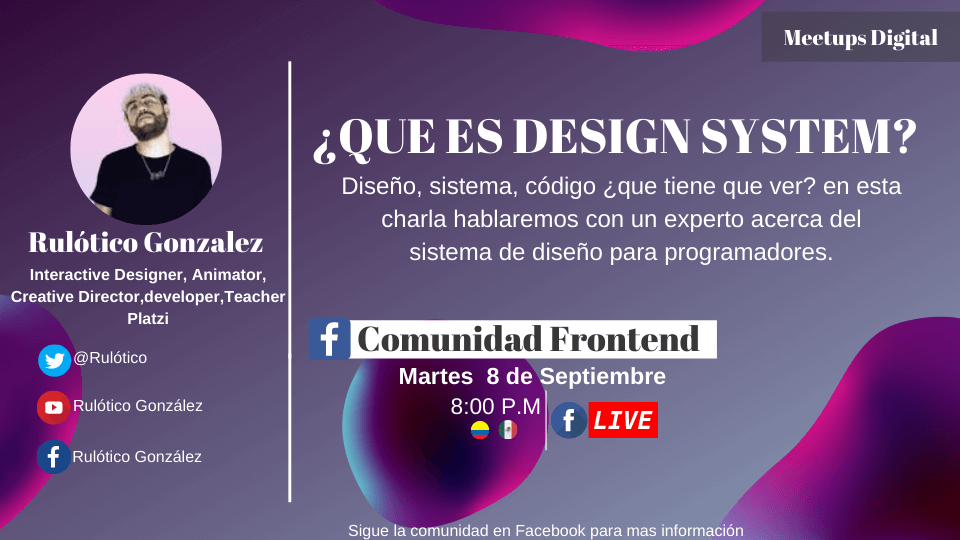 Meetups Digital
Rulótico Gonzalez
Interactive Designer, Animator,
Creative Director,developer,Teacher
Platzi
@Rulótico
Rulótico González
Rulótico González
¿QUE ES DESIGN SYSTEM?
Diseño, sistema, código ¿que tiene que ver? en esta
charla hablaremos con un experto acerca del
sistema de diseño para programadores.
Comunidad Frontend
Martes 8 de Septiembre
8:00 P.M
LIVE
Sigue la comunidad en Facebook para mas información